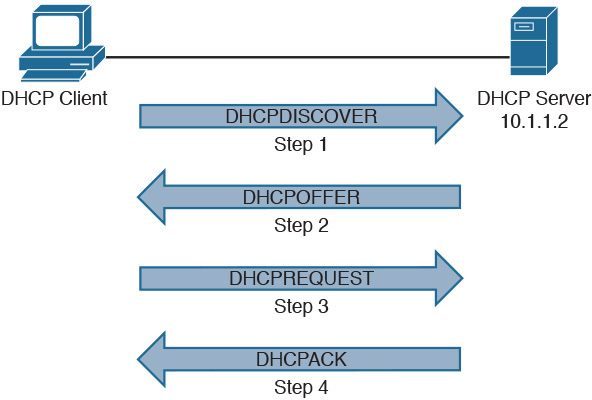 DHCP Client
DHCP Server
10.1.1.2
DHCPDISCOVER
Step 1
DHCPOFFER
Step 2
DHCPREQUEST
Step 3
DHCPACK
Step 4